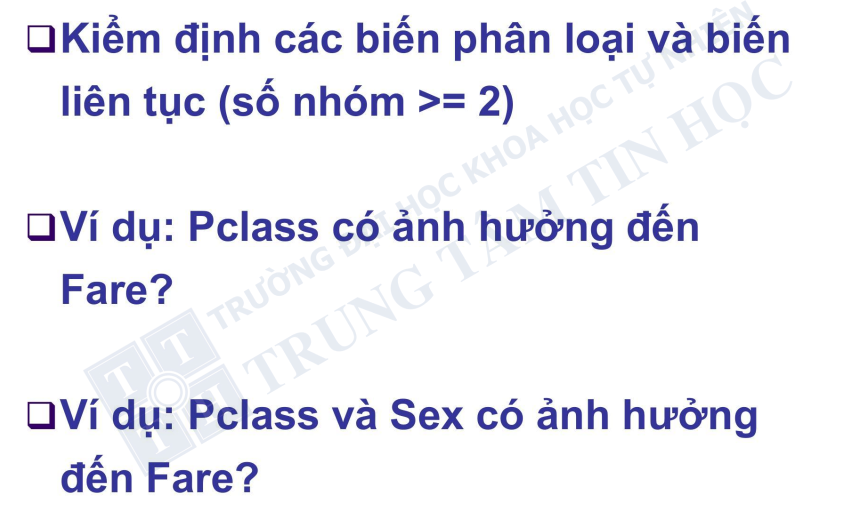 ❑Kiểm định các biến phân loại và biến
liên tục (số nhóm >= 2)
❑Ví dụ: Pclass có ảnh hưởng đến
Fare?
❑Ví dụ: Pclass và Sex có ảnh hưởng
đến Fare?
TRƯỜNG ĐẠI HỌC KHOA HỌC TỰ NHIÊN
TRUNG TÂM TIN HỌC